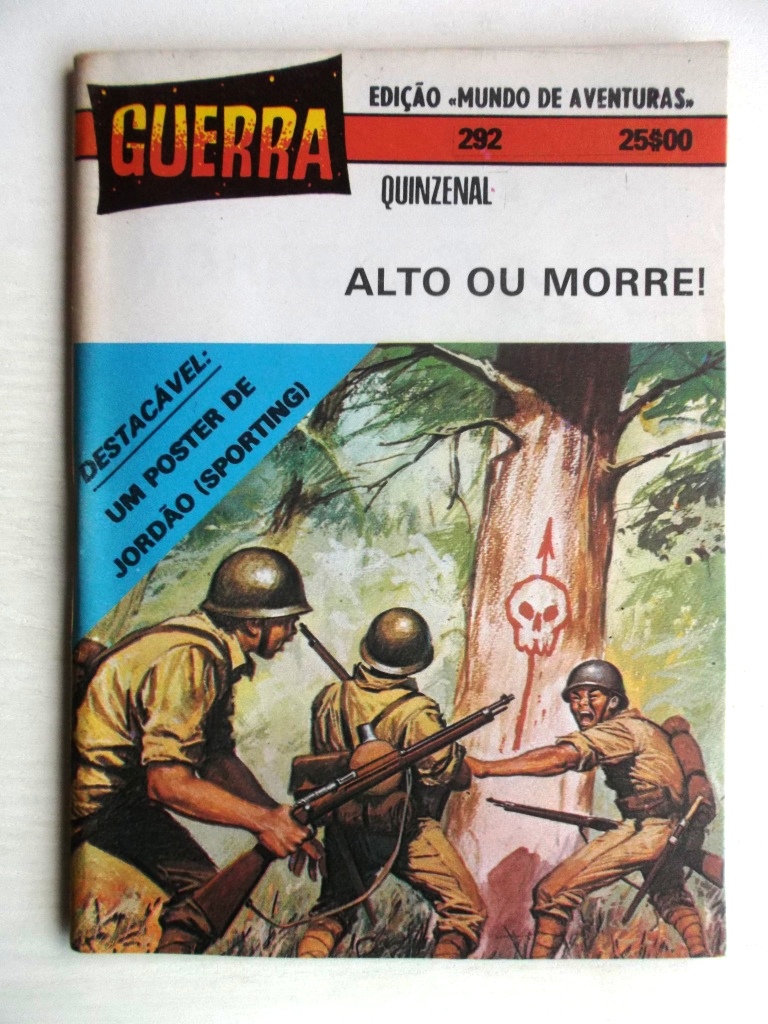 GUERRA
EDIÇÃO «MUNDO DE AVENTURAS»
292 25$00
QUINZENAL
ALTO OU MORRE!
DESTACÁVEL:
UM POSTER DE
JORDÃO (SPORTING)